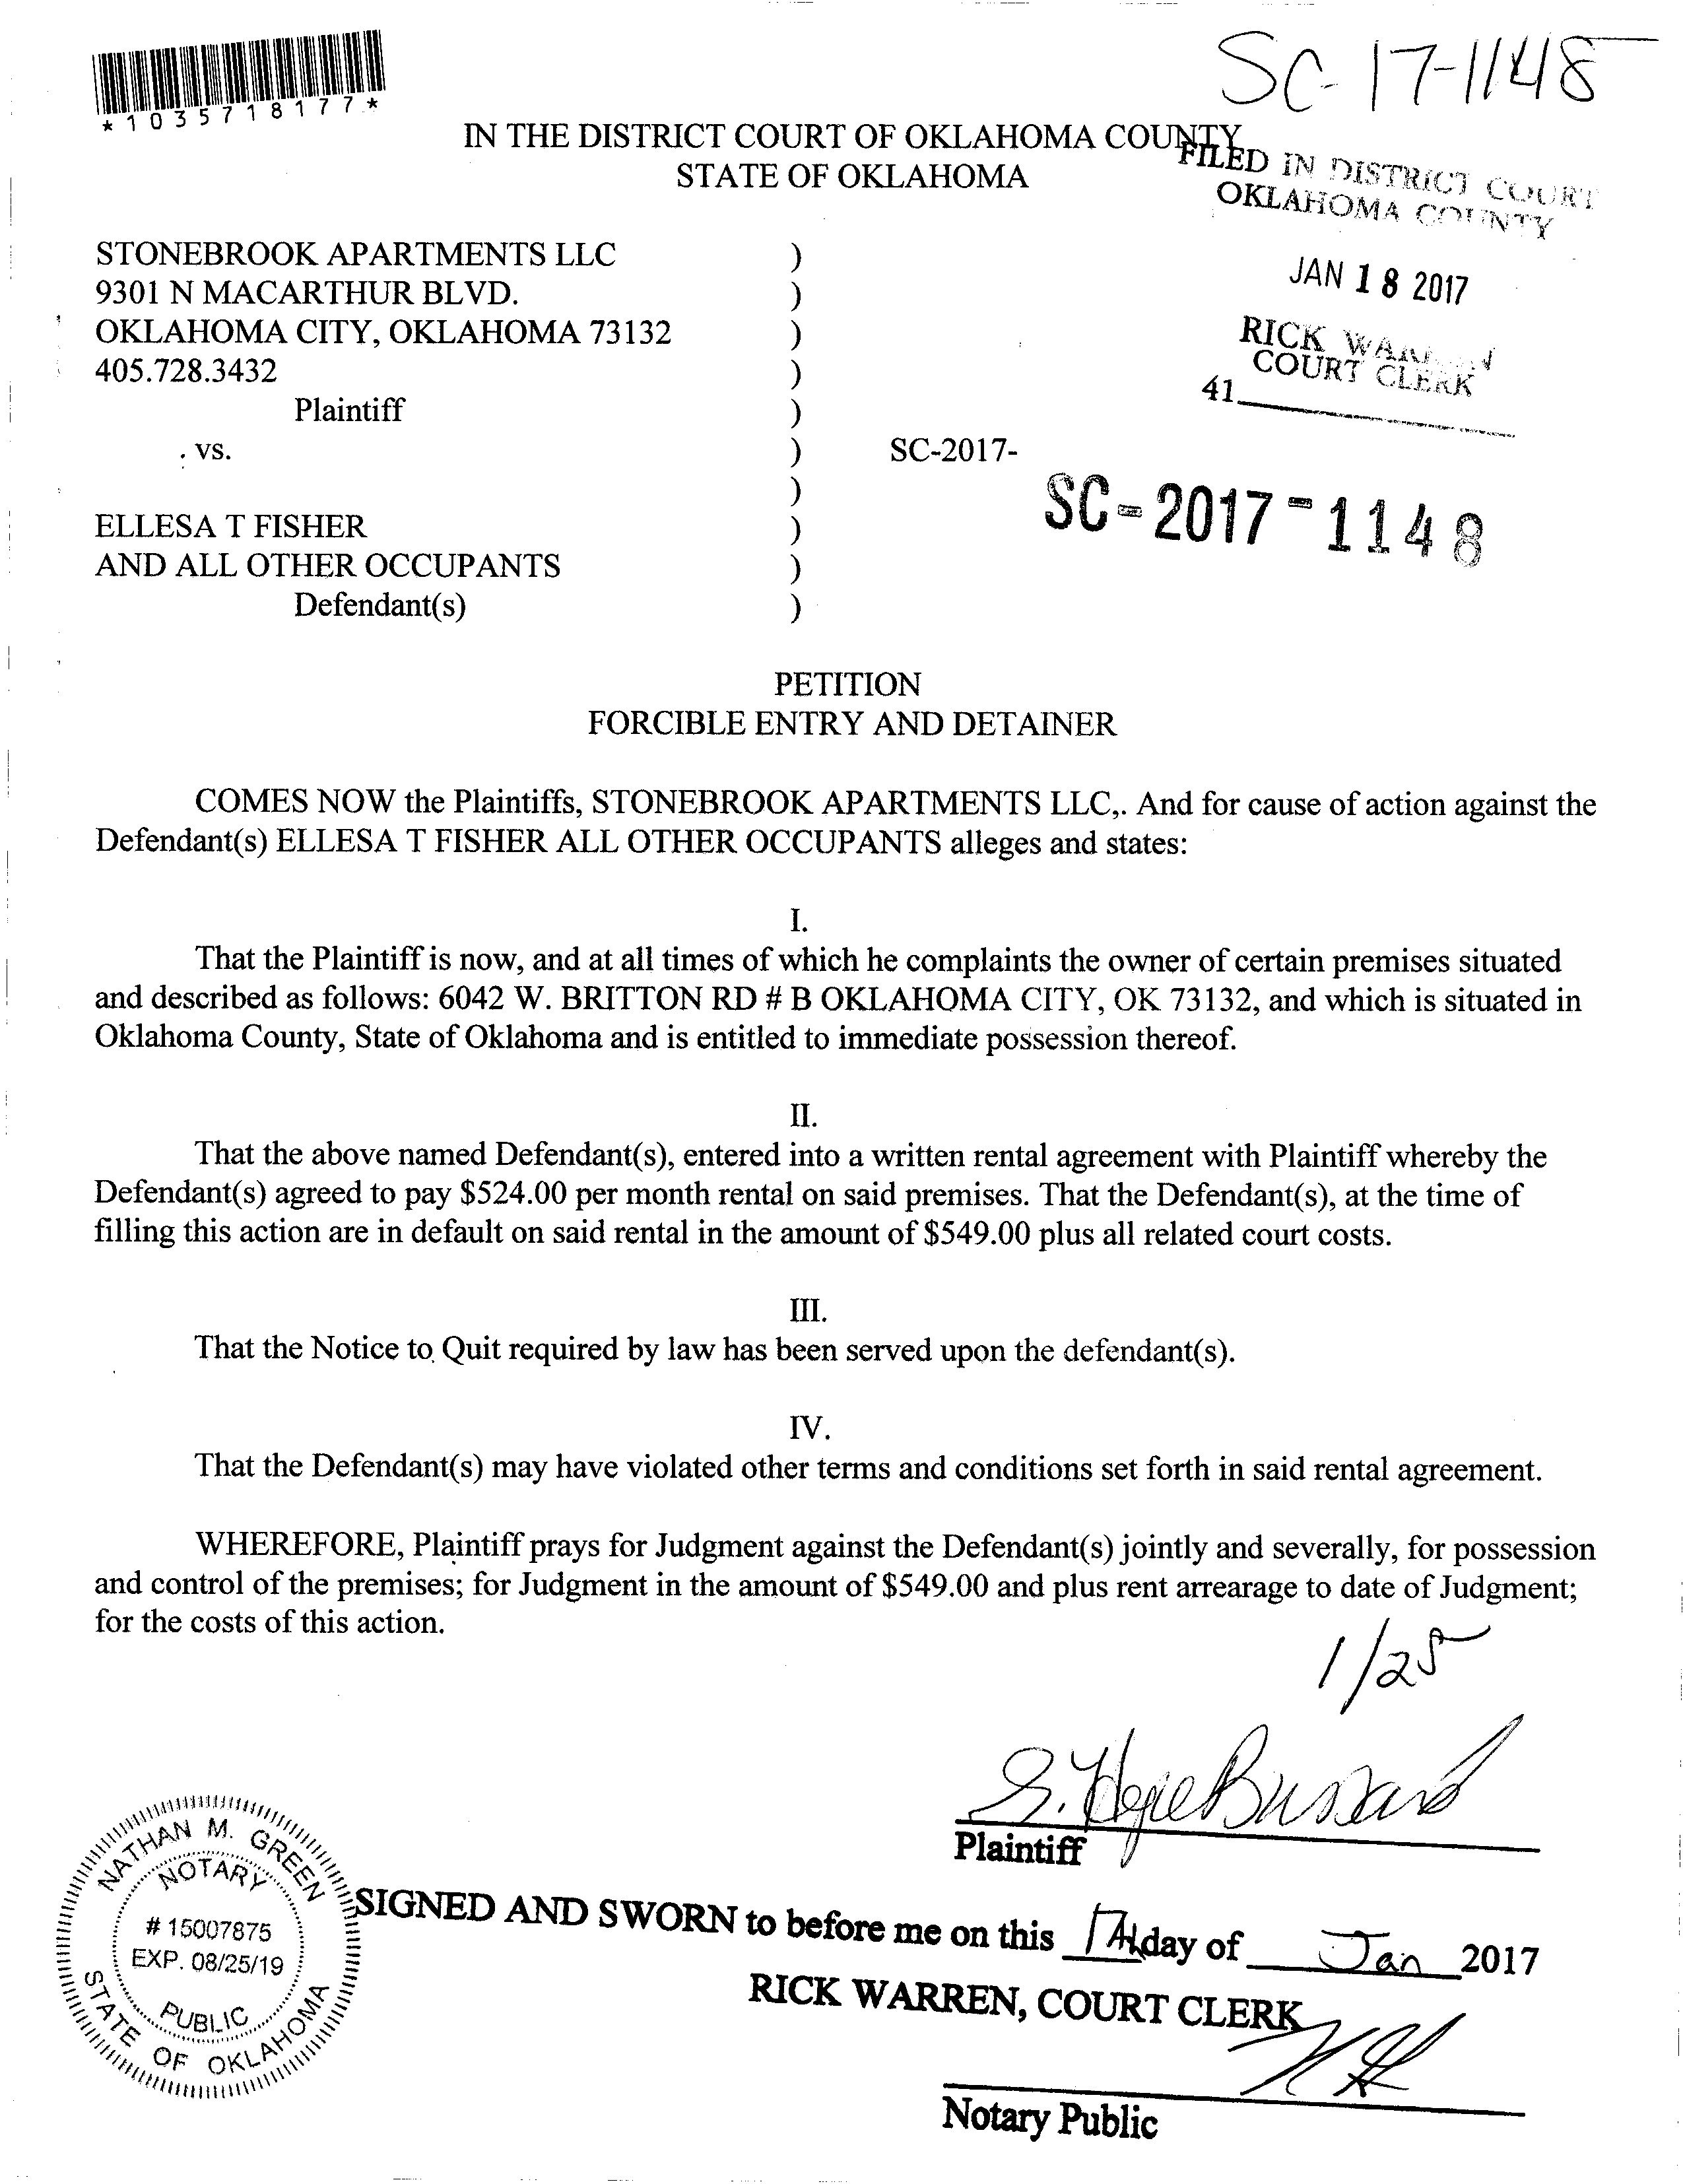 *1035718177*
SC-17-1148
IN THE DISTRICT COURT OF OKLAHOMA COUNTY
STATE OF OKLAHOMA
FILED IN DISTRICT COURT
OKLAHOMA COUNTY
JAN 18 2017
RICK WARREN
COURT CLERK
41
STONEBROOK APARTMENTS LLC )
9301 N MACARTHUR BLVD. )
OKLAHOMA CITY, OKLAHOMA 73132 )
405.728.3432 )
Plaintiff )
. vs. ) SC-2017-
)
SC-2017-1148
ELLESA T FISHER )
AND ALL OTHER OCCUPANTS )
Defendant(s) )
PETITION
FORCIBLE ENTRY AND DETAINER
COMES NOW the Plaintiffs, STONEBROOK APARTMENTS LLC,. And for cause of action against the
Defendant(s) ELLESA T FISHER ALL OTHER OCCUPANTS alleges and states:
I.
That the Plaintiff is now, and at all times of which he complaints the owner of certain premises situated
and described as follows: 6042 W. BRITTON RD # B OKLAHOMA CITY, OK 73132, and which is situated in
Oklahoma County, State of Oklahoma and is entitled to immediate possession thereof.
II.
That the above named Defendant(s), entered into a written rental agreement with Plaintiff whereby the
Defendant(s) agreed to pay $524.00 per month rental on said premises. That the Defendant(s), at the time of
filling this action are in default on said rental in the amount of $549.00 plus all related court costs.
III.
That the Notice to Quit required by law has been served upon the defendant(s).
IV.
That the Defendant(s) may have violated other terms and conditions set forth in said rental agreement.
WHEREFORE, Plaintiff prays for Judgment against the Defendant(s) jointly and severally, for possession
and control of the premises; for Judgment in the amount of $549.00 and plus rent arrearage to date of Judgment;
for the costs of this action.
1/25
Plaintiff
NATHAN M. GREEN
NOTARY
# 15007875
EXP. 08/25/19
PUBLIC
STATE OF OKLAHOMA
SIGNED AND SWORN to before me on this 17th day of Jan 2017
RICK WARREN, COURT CLERK
Notary Public